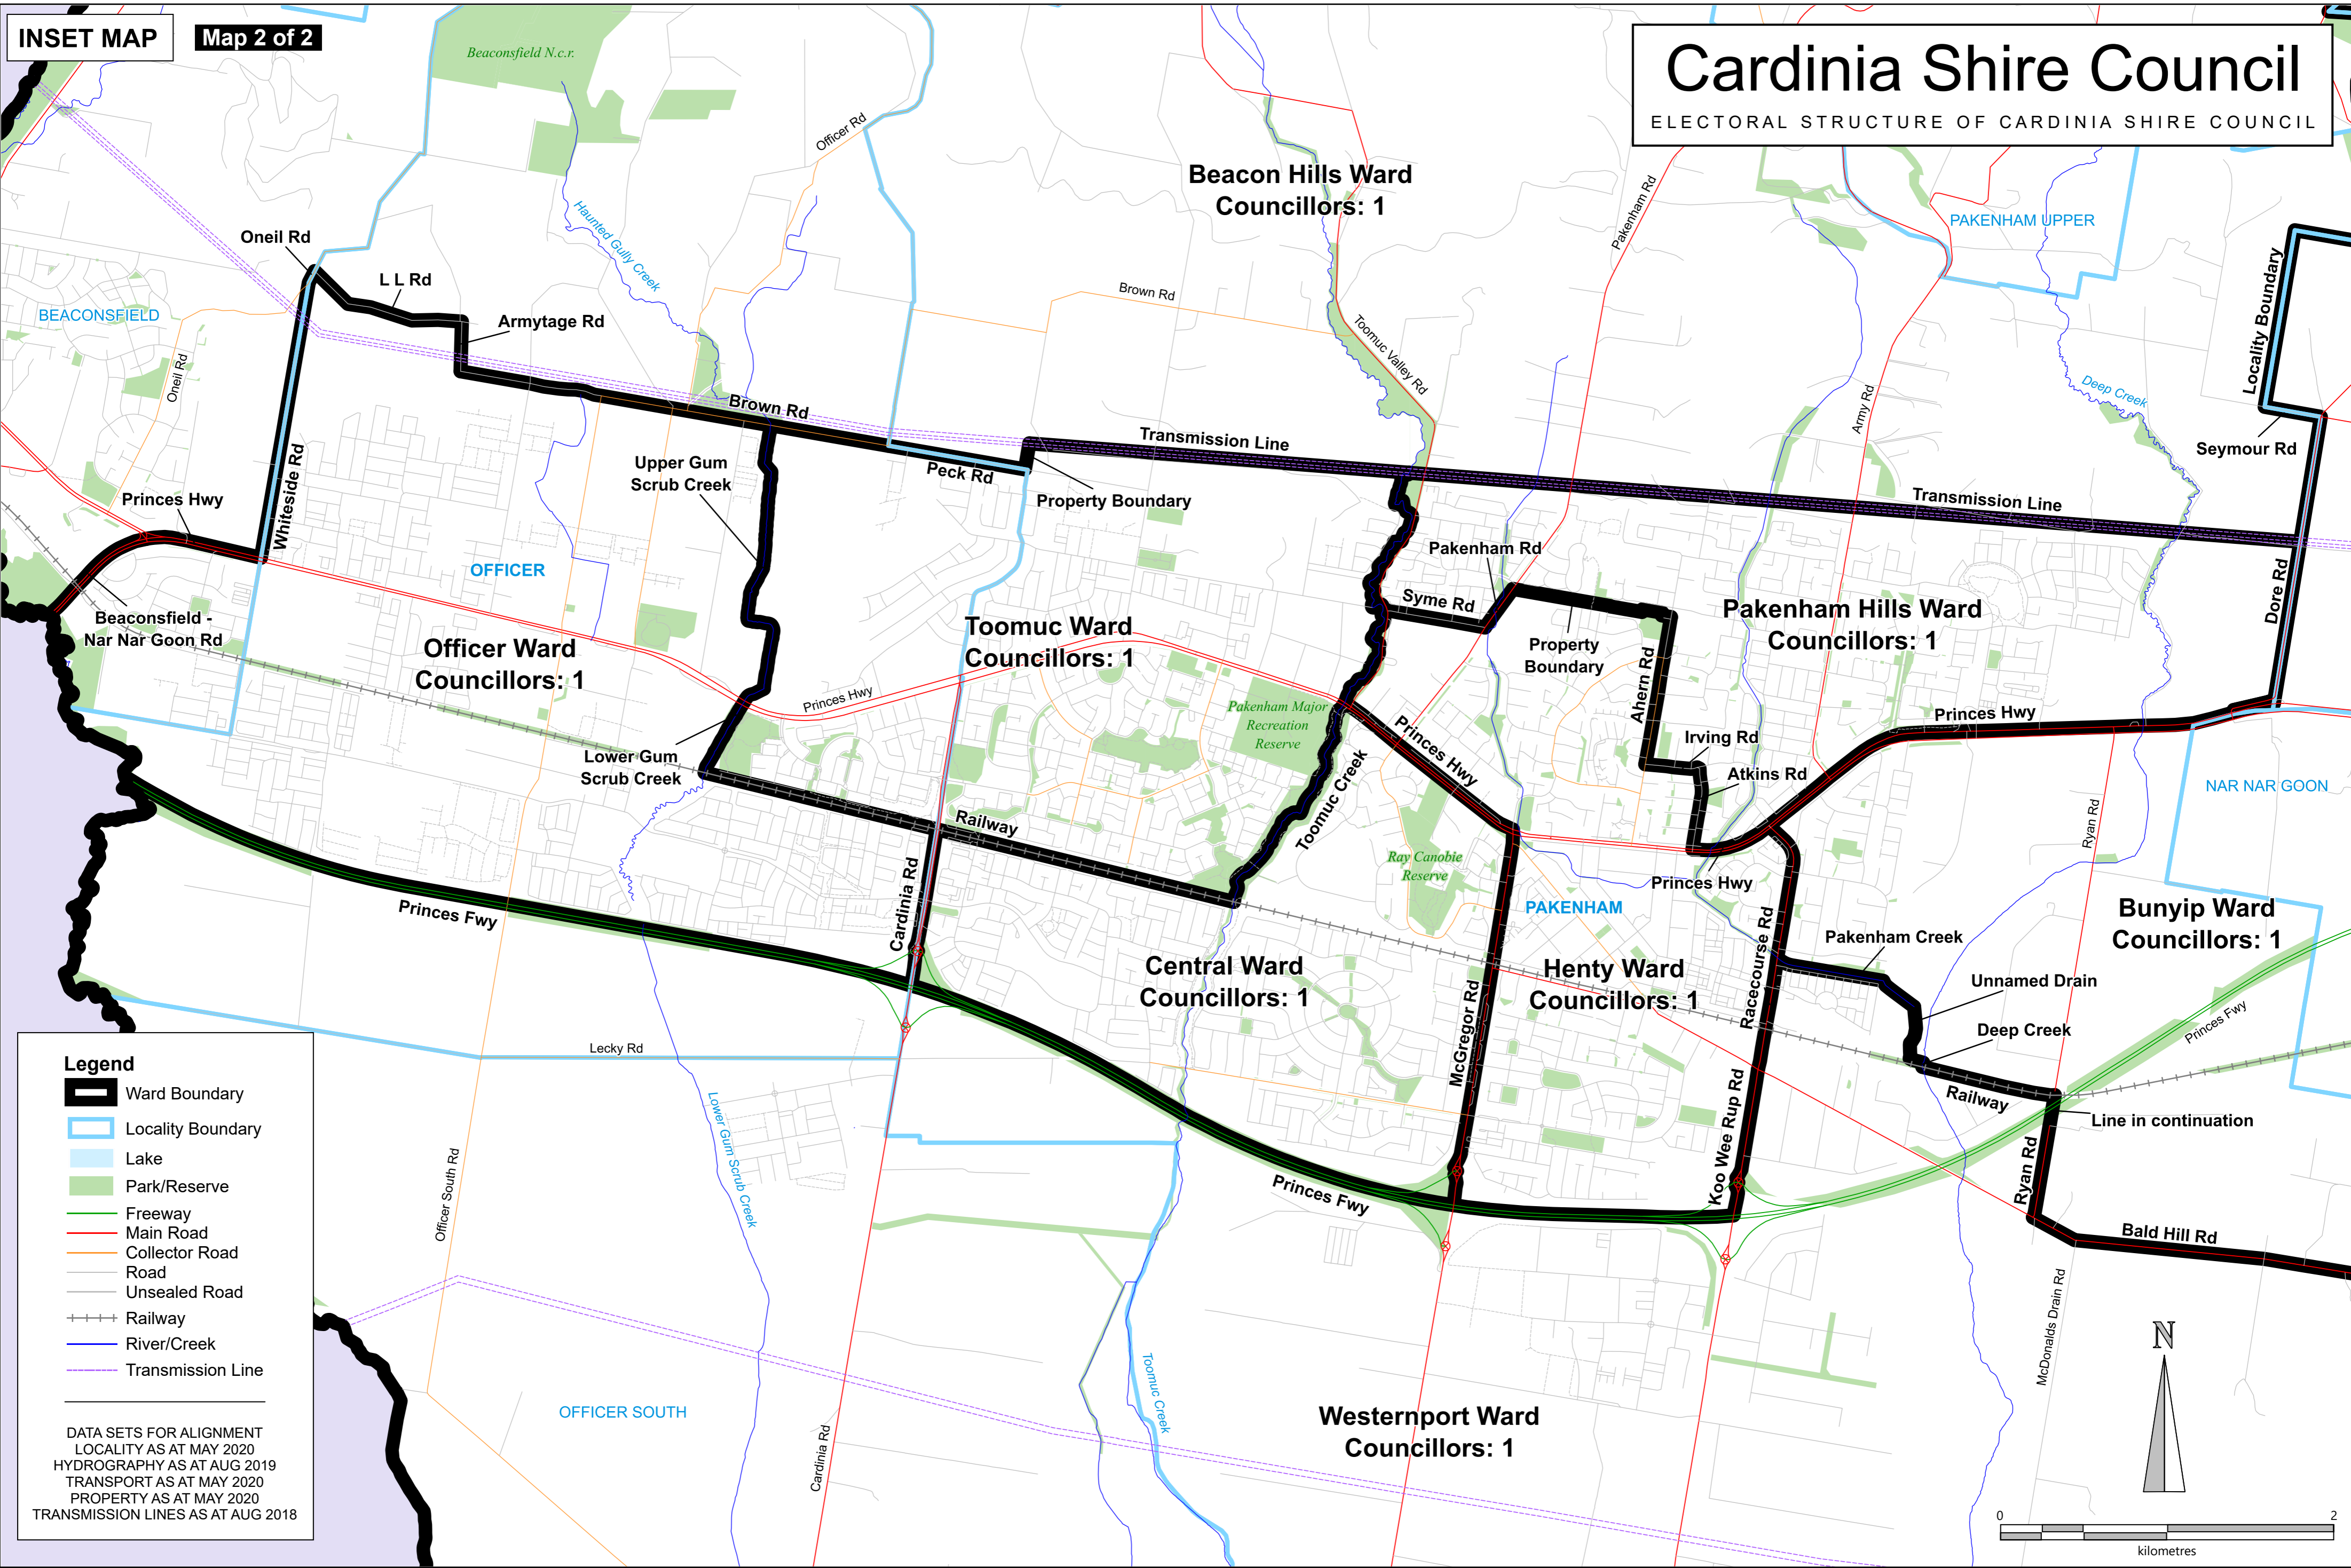 INSET MAP
Map 2 of 2
Cardinia Shire Council
ELECTORAL STRUCTURE OF CARDINIA SHIRE COUNCIL
Beaconsfield N.c.r.
Officer Rd
Beacon Hills Ward
Councillors: 1
Pakenham Rd
PAKENHAM UPPER
Oneil Rd
Haunted Gully Creek
L L Rd
Locality Boundary
BEACONSFIELD
Armytage Rd
Brown Rd
Toomuc Valley Rd
Oneil Rd
Army Rd
Deep Creek
Brown Rd
Transmission Line
Seymour Rd
Upper Gum
Scrub Creek
Peck Rd
Whiteside Rd
Princes Hwy
Property Boundary
Transmission Line
Pakenham Rd
OFFICER
Dore Rd
Syme Rd
Beaconsfield -
Nar Nar Goon Rd
Officer Ward
Councillors: 1
Toomuc Ward
Councillors: 1
Property
Boundary
Pakenham Hills Ward
Councillors: 1
Ahern Rd
Princes Hwy
Pakenham Major
Recreation
Reserve
Princes Hwy
Princes Hwy
Irving Rd
Lower Gum
Scrub Creek
Toomuc Creek
Atkins Rd
NAR NAR GOON
Railway
Ryan Rd
Ray Canobie
Reserve
Princes Hwy
Cardinia Rd
Princes Fwy
PAKENHAM
Bunyip Ward
Councillors: 1
Racecourse Rd
Pakenham Creek
Central Ward
Councillors: 1
Henty Ward
Councillors: 1
Unnamed Drain
McGregor Rd
Deep Creek
Princes Fwy
Lecky Rd
Railway
Line in continuation
Koo Wee Rup Rd
Lower Gum Scrub Creek
Ryan Rd
Princes Fwy
Officer South Rd
Bald Hill Rd
McDonalds Drain Rd
Toomuc Creek
OFFICER SOUTH
Westernport Ward
Councillors: 1
Cardinia Rd
Legend
Ward Boundary
Locality Boundary
Lake
Park/Reserve
Freeway
Main Road
Collector Road
Road
Unsealed Road
Railway
River/Creek
Transmission Line
DATA SETS FOR ALIGNMENT
LOCALITY AS AT MAY 2020
HYDROGRAPHY AS AT AUG 2019
TRANSPORT AS AT MAY 2020
PROPERTY AS AT MAY 2020
TRANSMISSION LINES AS AT AUG 2018
N
0 2
kilometres